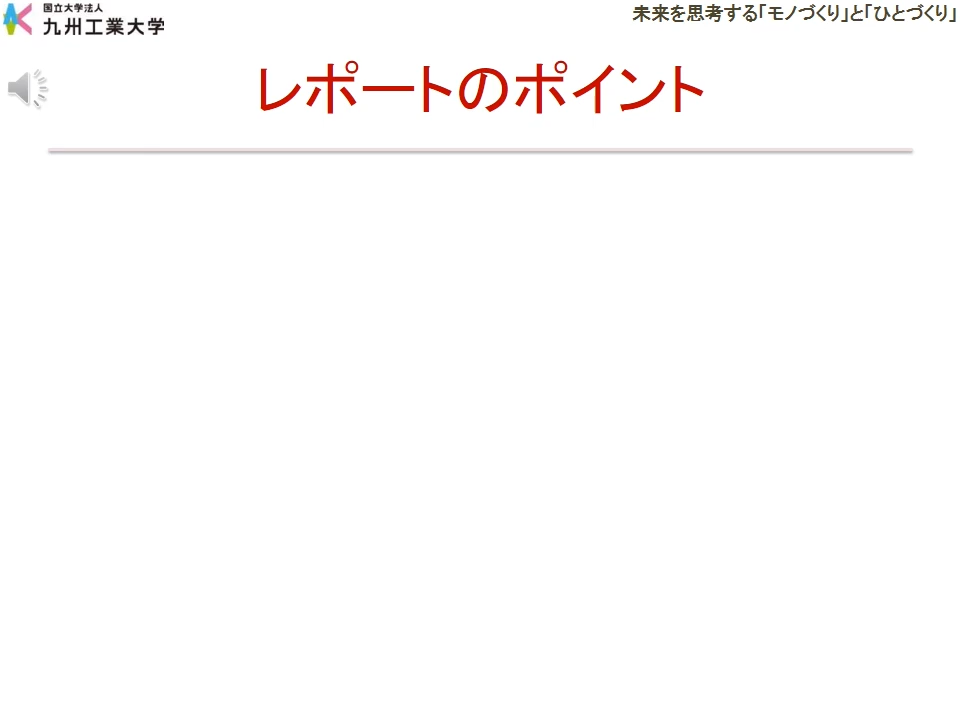 国立大学法人
九州工業大学
未来を思考する「モノづくり」と「ひとづくり」
レポートのポイント